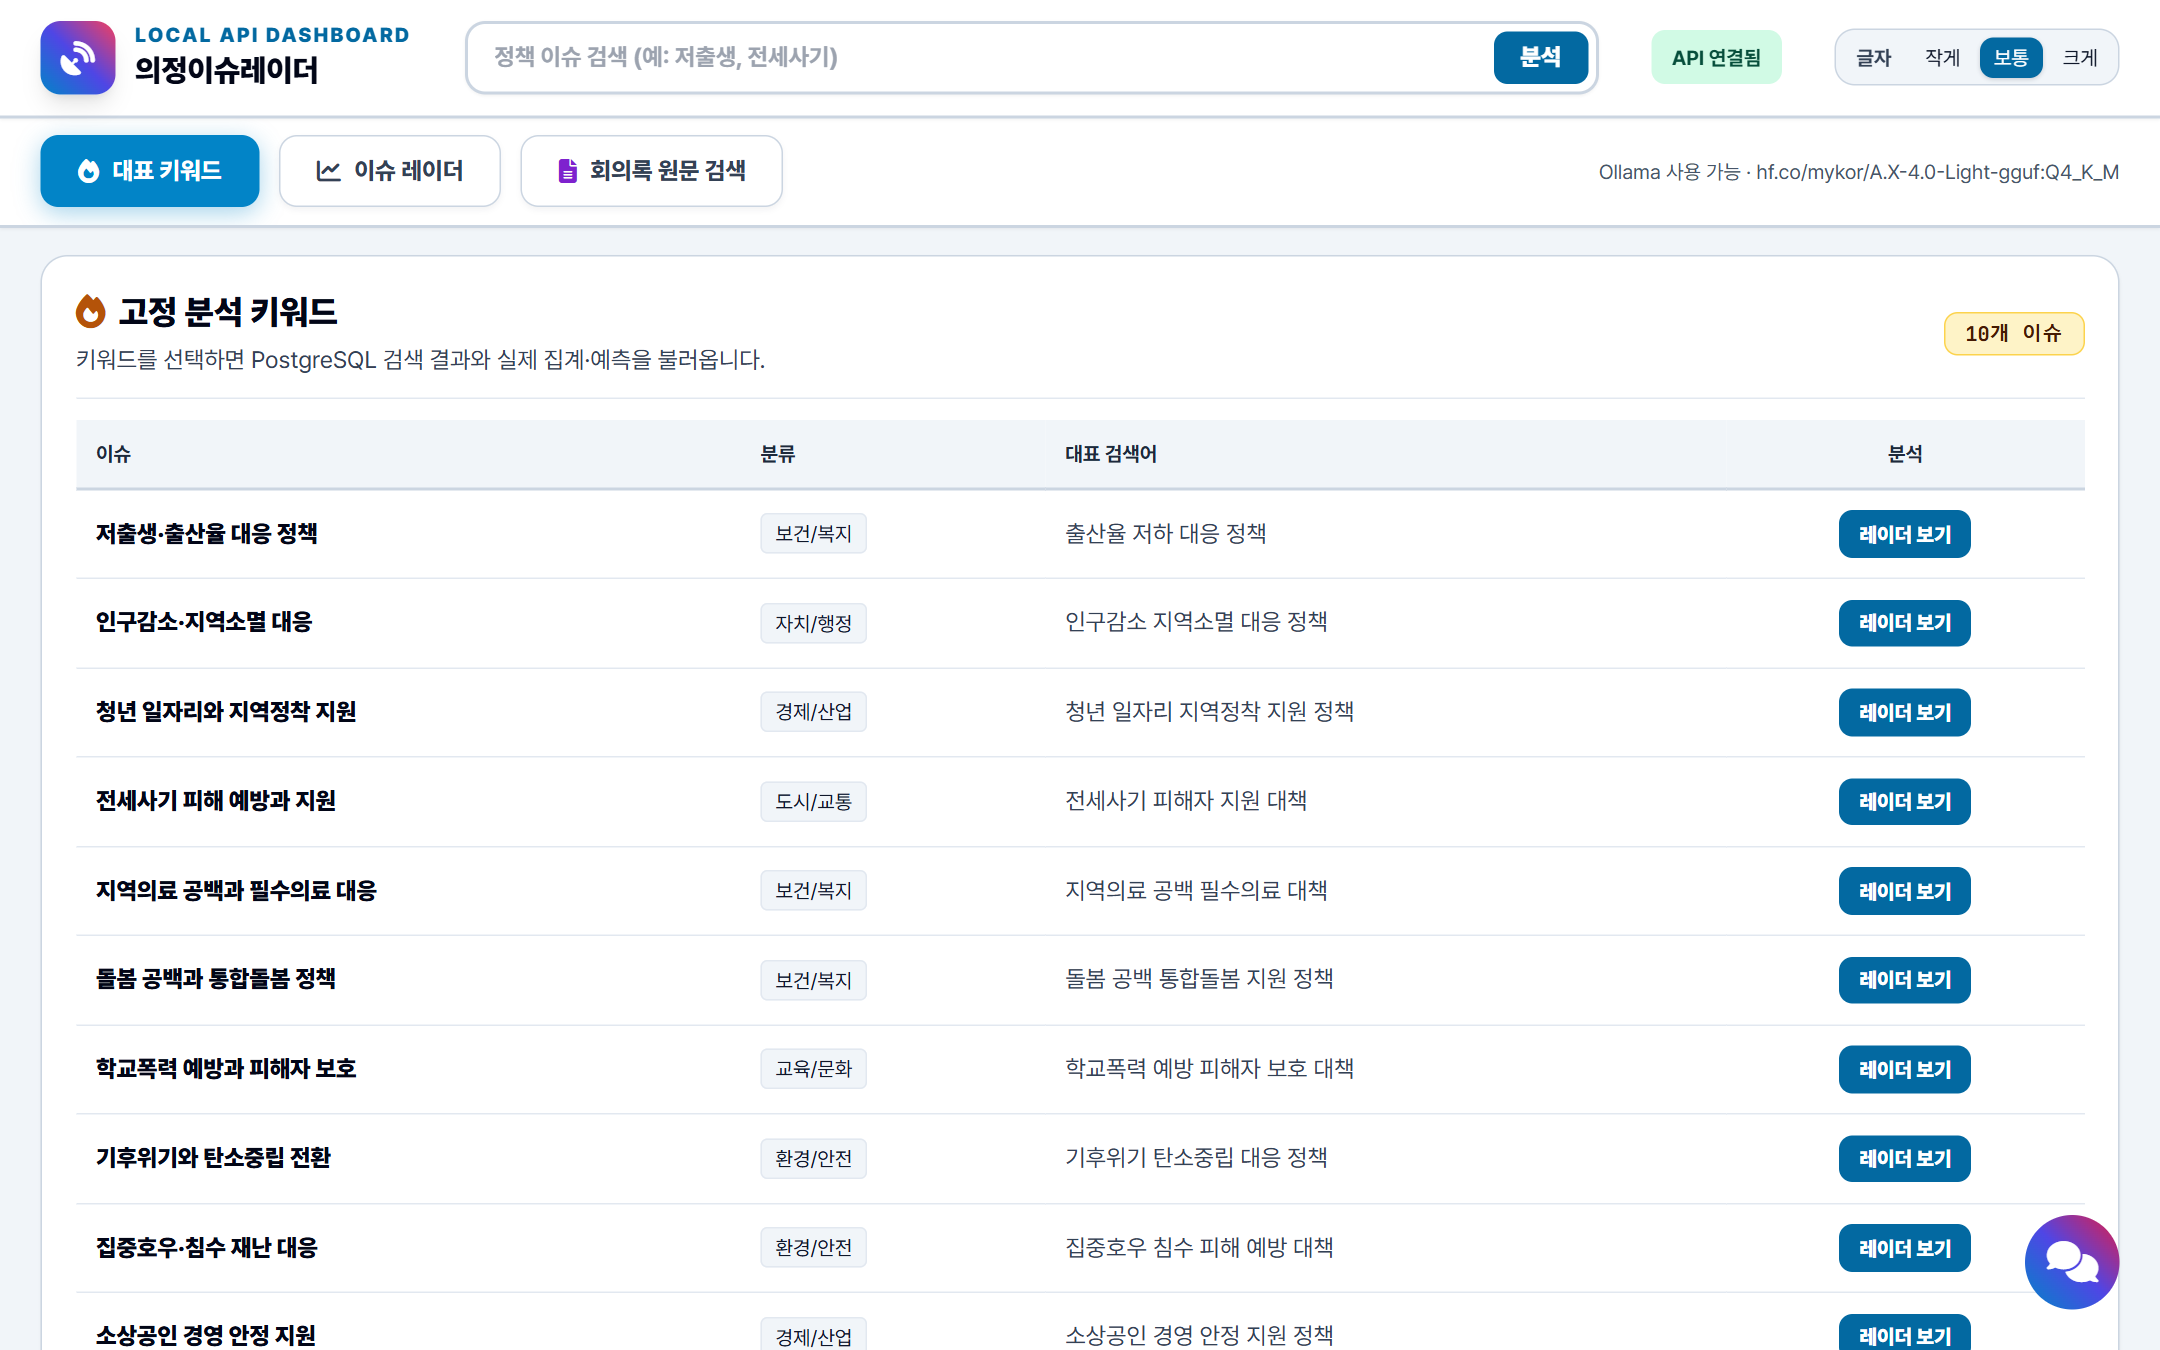 LOCAL API DASHBOARD
의정이슈레이더
정책 이슈 검색 (예: 저출생, 전세사기)
분석
API 연결됨
글자 작게 보통 크게
대표 키워드
이슈 레이더
회의록 원문 검색
Ollama 사용 가능 · hf.co/mykor/A.X-4.0-Light-gguf:Q4_K_M
고정 분석 키워드
키워드를 선택하면 PostgreSQL 검색 결과와 실제 집계·예측을 불러옵니다.
10개 이슈
이슈 분류 대표 검색어 분석
저출생·출산율 대응 정책 보건/복지 출산율 저하 대응 정책 레이더 보기
인구감소·지역소멸 대응 자치/행정 인구감소 지역소멸 대응 정책 레이더 보기
청년 일자리와 지역정착 지원 경제/산업 청년 일자리 지역정착 지원 정책 레이더 보기
전세사기 피해 예방과 지원 도시/교통 전세사기 피해자 지원 대책 레이더 보기
지역의료 공백과 필수의료 대응 보건/복지 지역의료 공백 필수의료 대책 레이더 보기
돌봄 공백과 통합돌봄 정책 보건/복지 돌봄 공백 통합돌봄 지원 정책 레이더 보기
학교폭력 예방과 피해자 보호 교육/문화 학교폭력 예방 피해자 보호 대책 레이더 보기
기후위기와 탄소중립 전환 환경/안전 기후위기 탄소중립 대응 정책 레이더 보기
집중호우·침수 재난 대응 환경/안전 집중호우 침수 피해 예방 대책 레이더 보기
소상공인 경영 안정 지원 경제/산업 소상공인 경영 안정 지원 정책 레이더 보기